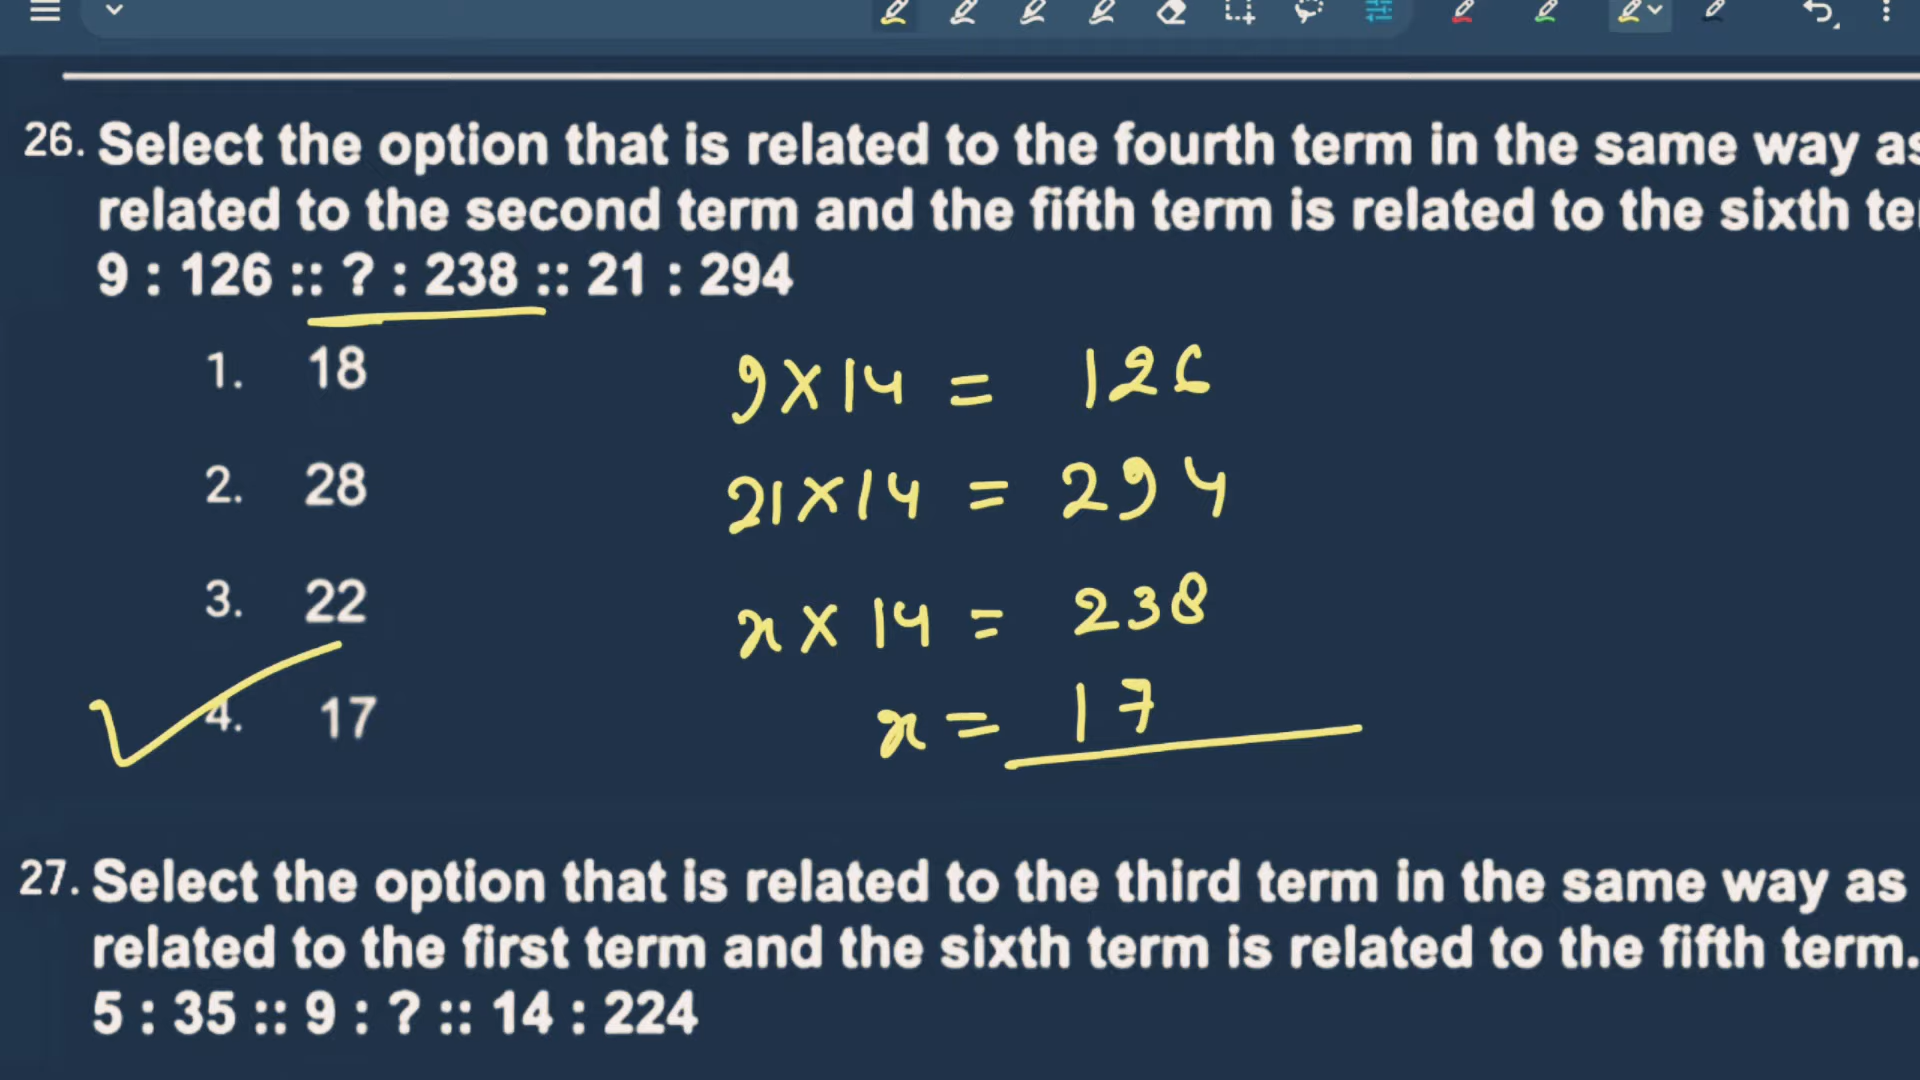 26. Select the option that is related to the fourth term in the same way as
related to the second term and the fifth term is related to the sixth te
9 : 126 :: ? : 238 :: 21 : 294
1. 18
9 X 14 = 126
2. 28
21 X 14 = 294
3. 22
x X 14 = 238
4. 17
x = 17
27. Select the option that is related to the third term in the same way as
related to the first term and the sixth term is related to the fifth term.
5 : 35 :: 9 : ? :: 14 : 224